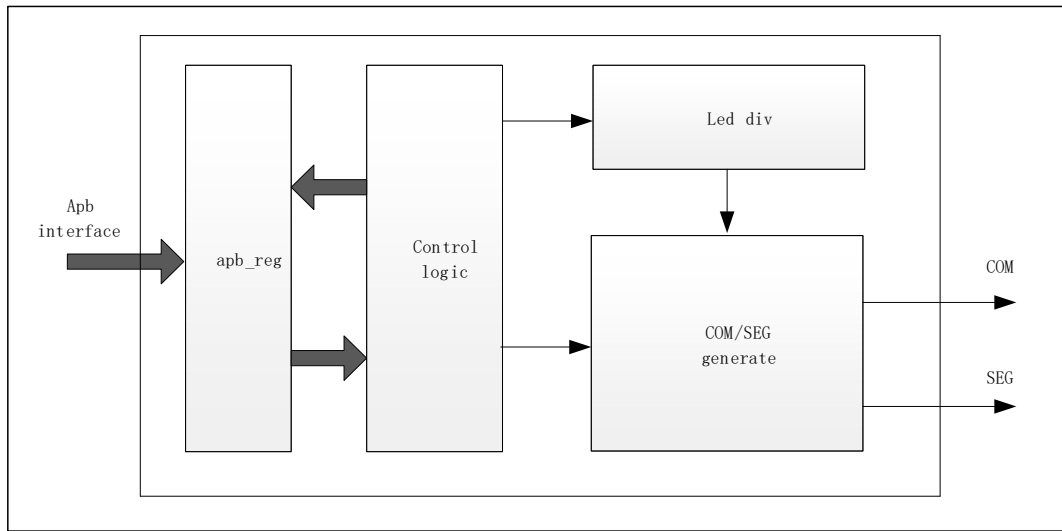 Apb
interface
apb_reg
Control
logic
Led div
COM/SEG
generate
COM
SEG